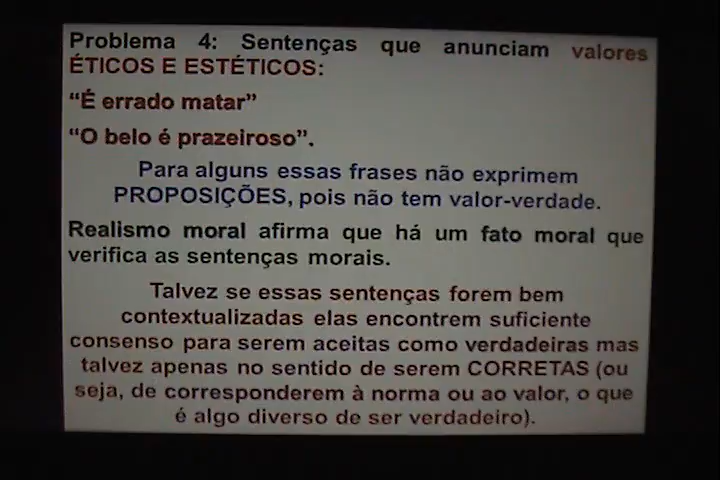 Problema 4: Sentenças que anunciam valores
ÉTICOS E ESTÉTICOS:
“É errado matar”
“O belo é prazeiroso”.
Para alguns essas frases não exprimem
PROPOSIÇÕES, pois não tem valor-verdade.
Realismo moral afirma que há um fato moral que
verifica as sentenças morais.
Talvez se essas sentenças forem bem
contextualizadas elas encontrem suficiente
consenso para serem aceitas como verdadeiras mas
talvez apenas no sentido de serem CORRETAS (ou
seja, de corresponderem à norma ou ao valor, o que
é algo diverso de ser verdadeiro).